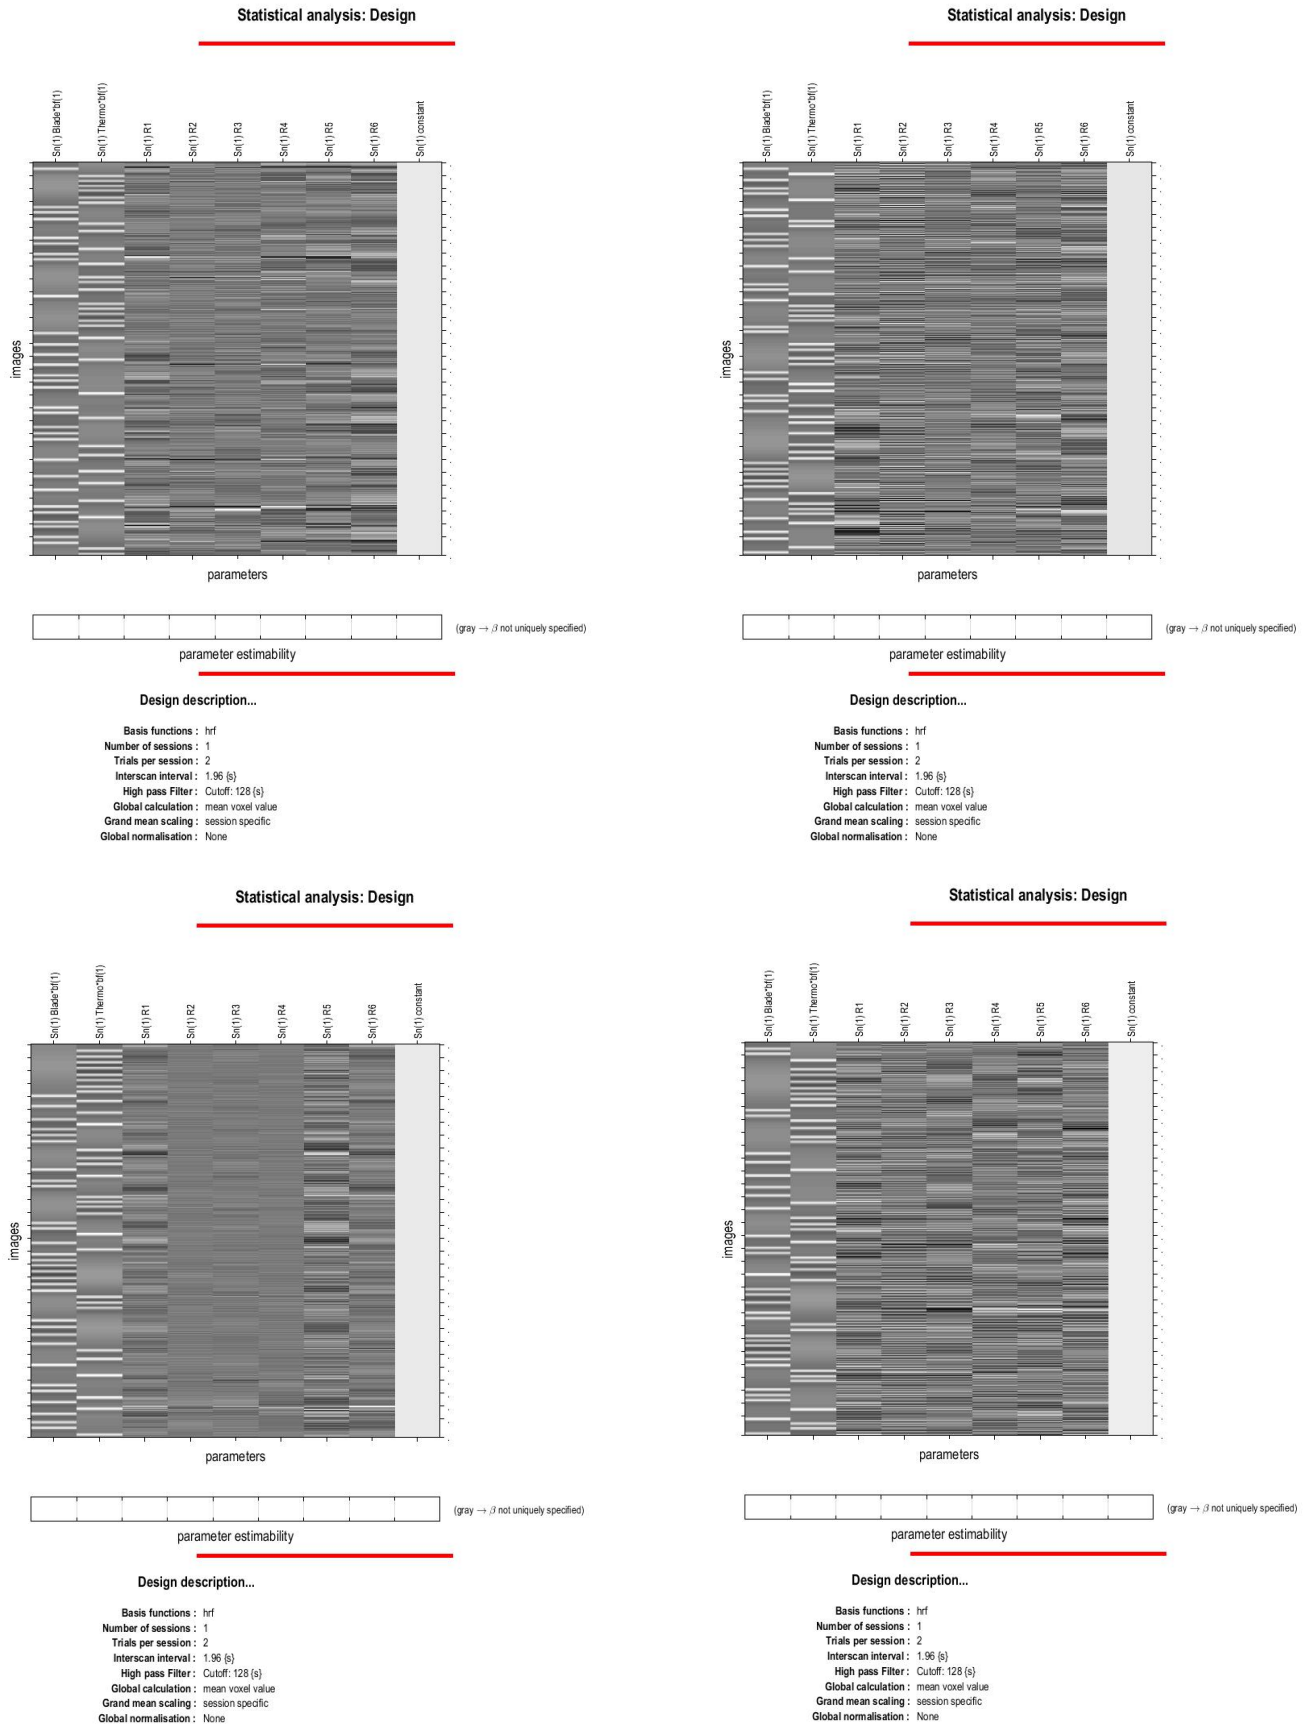 Statistical analysis: Design
Sn(1) Blade*bf(1)
Sn(1) Thermo*bf(1)
Sn(1) R1
Sn(1) R2
Sn(1) R3
Sn(1) R4
Sn(1) R5
Sn(1) R6
Sn(1) constant
images
parameters
(gray → β not uniquely specified)
parameter estimability
Design description...
Basis functions : hrf
Number of sessions : 1
Trials per session : 2
Interscan interval : 1.96 {s}
High pass Filter : Cutoff: 128 {s}
Global calculation : mean voxel value
Grand mean scaling : session specific
Global normalisation : None
Statistical analysis: Design
Sn(1) Blade*bf(1)
Sn(1) Thermo*bf(1)
Sn(1) R1
Sn(1) R2
Sn(1) R3
Sn(1) R4
Sn(1) R5
Sn(1) R6
Sn(1) constant
images
parameters
(gray → β not uniquely specified)
parameter estimability
Design description...
Basis functions : hrf
Number of sessions : 1
Trials per session : 2
Interscan interval : 1.96 {s}
High pass Filter : Cutoff: 128 {s}
Global calculation : mean voxel value
Grand mean scaling : session specific
Global normalisation : None
Statistical analysis: Design
Sn(1) Blade*bf(1)
Sn(1) Thermo*bf(1)
Sn(1) R1
Sn(1) R2
Sn(1) R3
Sn(1) R4
Sn(1) R5
Sn(1) R6
Sn(1) constant
images
parameters
(gray → β not uniquely specified)
parameter estimability
Design description...
Basis functions : hrf
Number of sessions : 1
Trials per session : 2
Interscan interval : 1.96 {s}
High pass Filter : Cutoff: 128 {s}
Global calculation : mean voxel value
Grand mean scaling : session specific
Global normalisation : None
Statistical analysis: Design
Sn(1) Blade*bf(1)
Sn(1) Thermo*bf(1)
Sn(1) R1
Sn(1) R2
Sn(1) R3
Sn(1) R4
Sn(1) R5
Sn(1) R6
Sn(1) constant
images
parameters
(gray → β not uniquely specified)
parameter estimability
Design description...
Basis functions : hrf
Number of sessions : 1
Trials per session : 2
Interscan interval : 1.96 {s}
High pass Filter : Cutoff: 128 {s}
Global calculation : mean voxel value
Grand mean scaling : session specific
Global normalisation : None